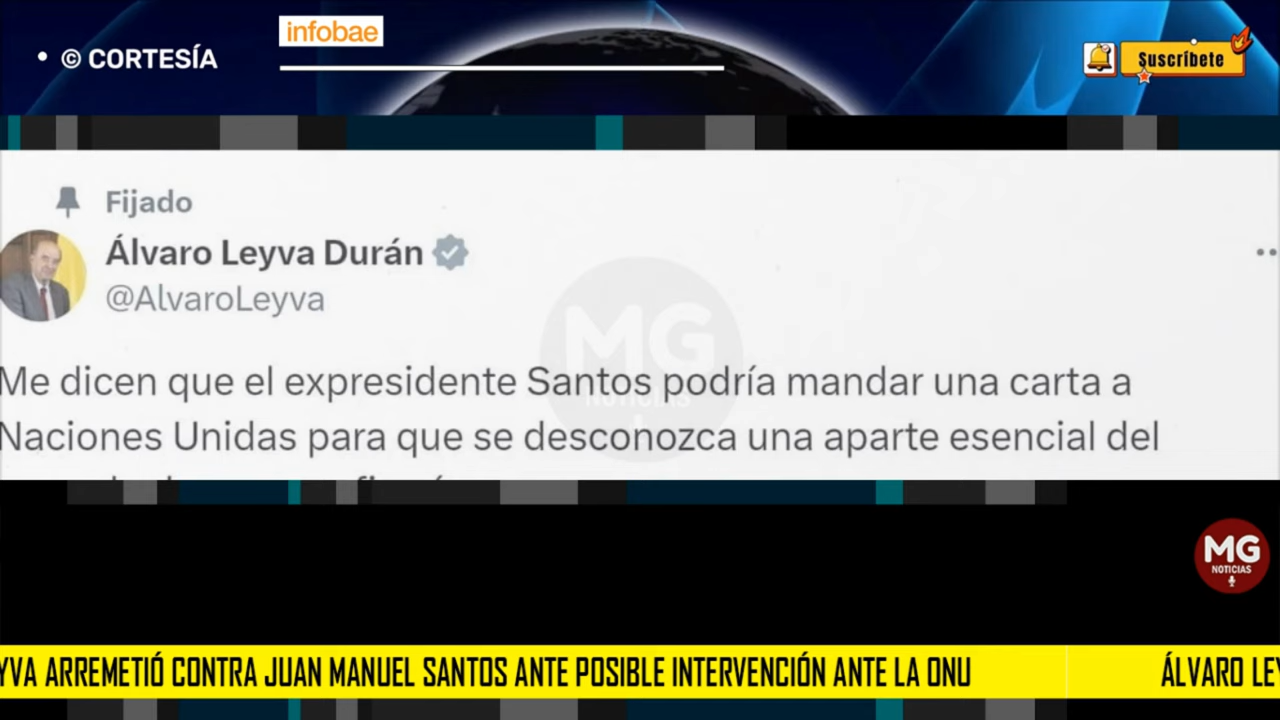 infobae
• © CORTESÍA
Suscríbete
Fijado
Álvaro Leyva Durán
@AlvaroLeyva
Me dicen que el expresidente Santos podría mandar una carta a
Naciones Unidas para que se desconozca una aparte esencial del
MG
NOTICIAS
MG
NOTICIAS
YVA ARREMETIÓ CONTRA JUAN MANUEL SANTOS ANTE POSIBLE INTERVENCIÓN ANTE LA ONU
ÁLVARO LEY